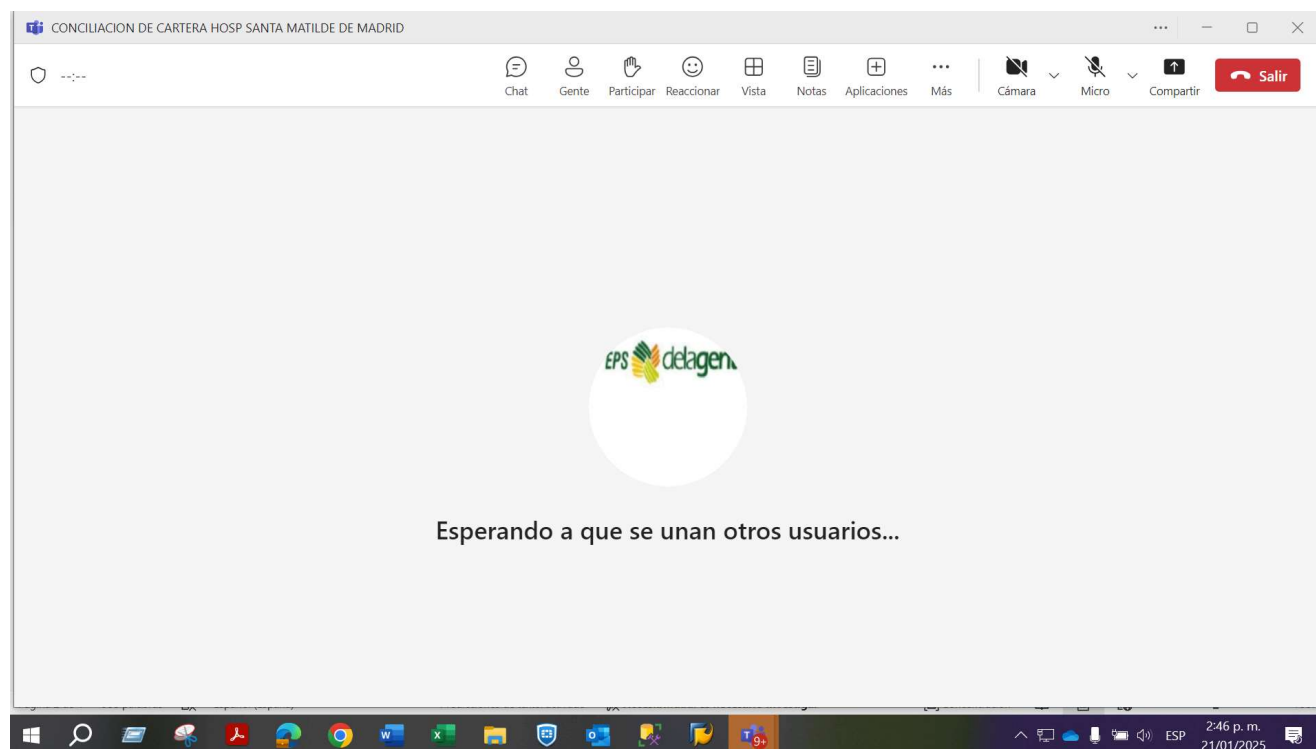 CONCILIACION DE CARTERA HOSP SANTA MATILDE DE MADRID
--:--
Chat
Gente
Participar
Reaccionar
Vista
Notas
Aplicaciones
Más
Cámara
Micro
Compartir
Salir
EPS delagen
Esperando a que se unan otros usuarios...
9+
ESP
2:46 p. m.
21/01/2025